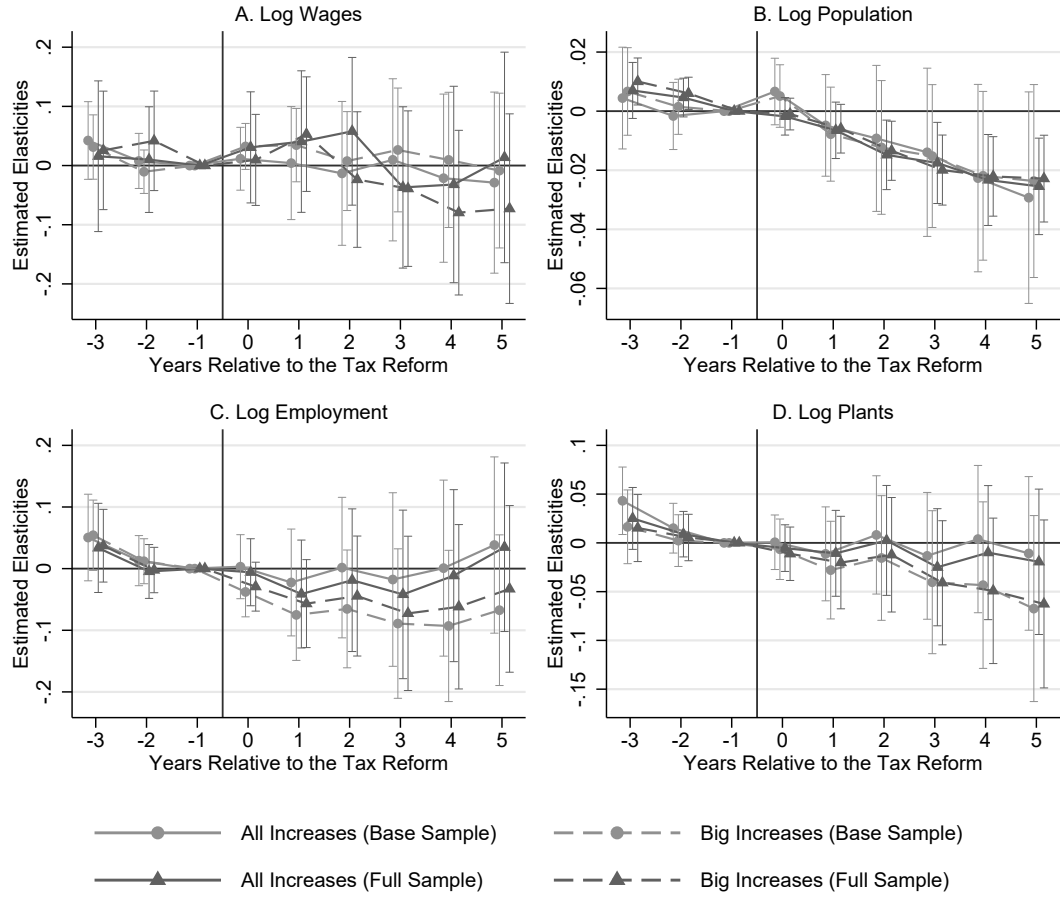 A. Log Wages
Estimated Elasticities
.2
.1
0
-.1
-.2
-3 -2 -1 0 1 2 3 4 5
Years Relative to the Tax Reform
B. Log Population
Estimated Elasticities
.02
0
-.02
-.04
-.06
-3 -2 -1 0 1 2 3 4 5
Years Relative to the Tax Reform
C. Log Employment
Estimated Elasticities
.2
.1
0
-.1
-.2
-3 -2 -1 0 1 2 3 4 5
Years Relative to the Tax Reform
D. Log Plants
Estimated Elasticities
.1
.05
0
-.05
-.1
-.15
-3 -2 -1 0 1 2 3 4 5
Years Relative to the Tax Reform
All Increases (Base Sample)
Big Increases (Base Sample)
All Increases (Full Sample)
Big Increases (Full Sample)